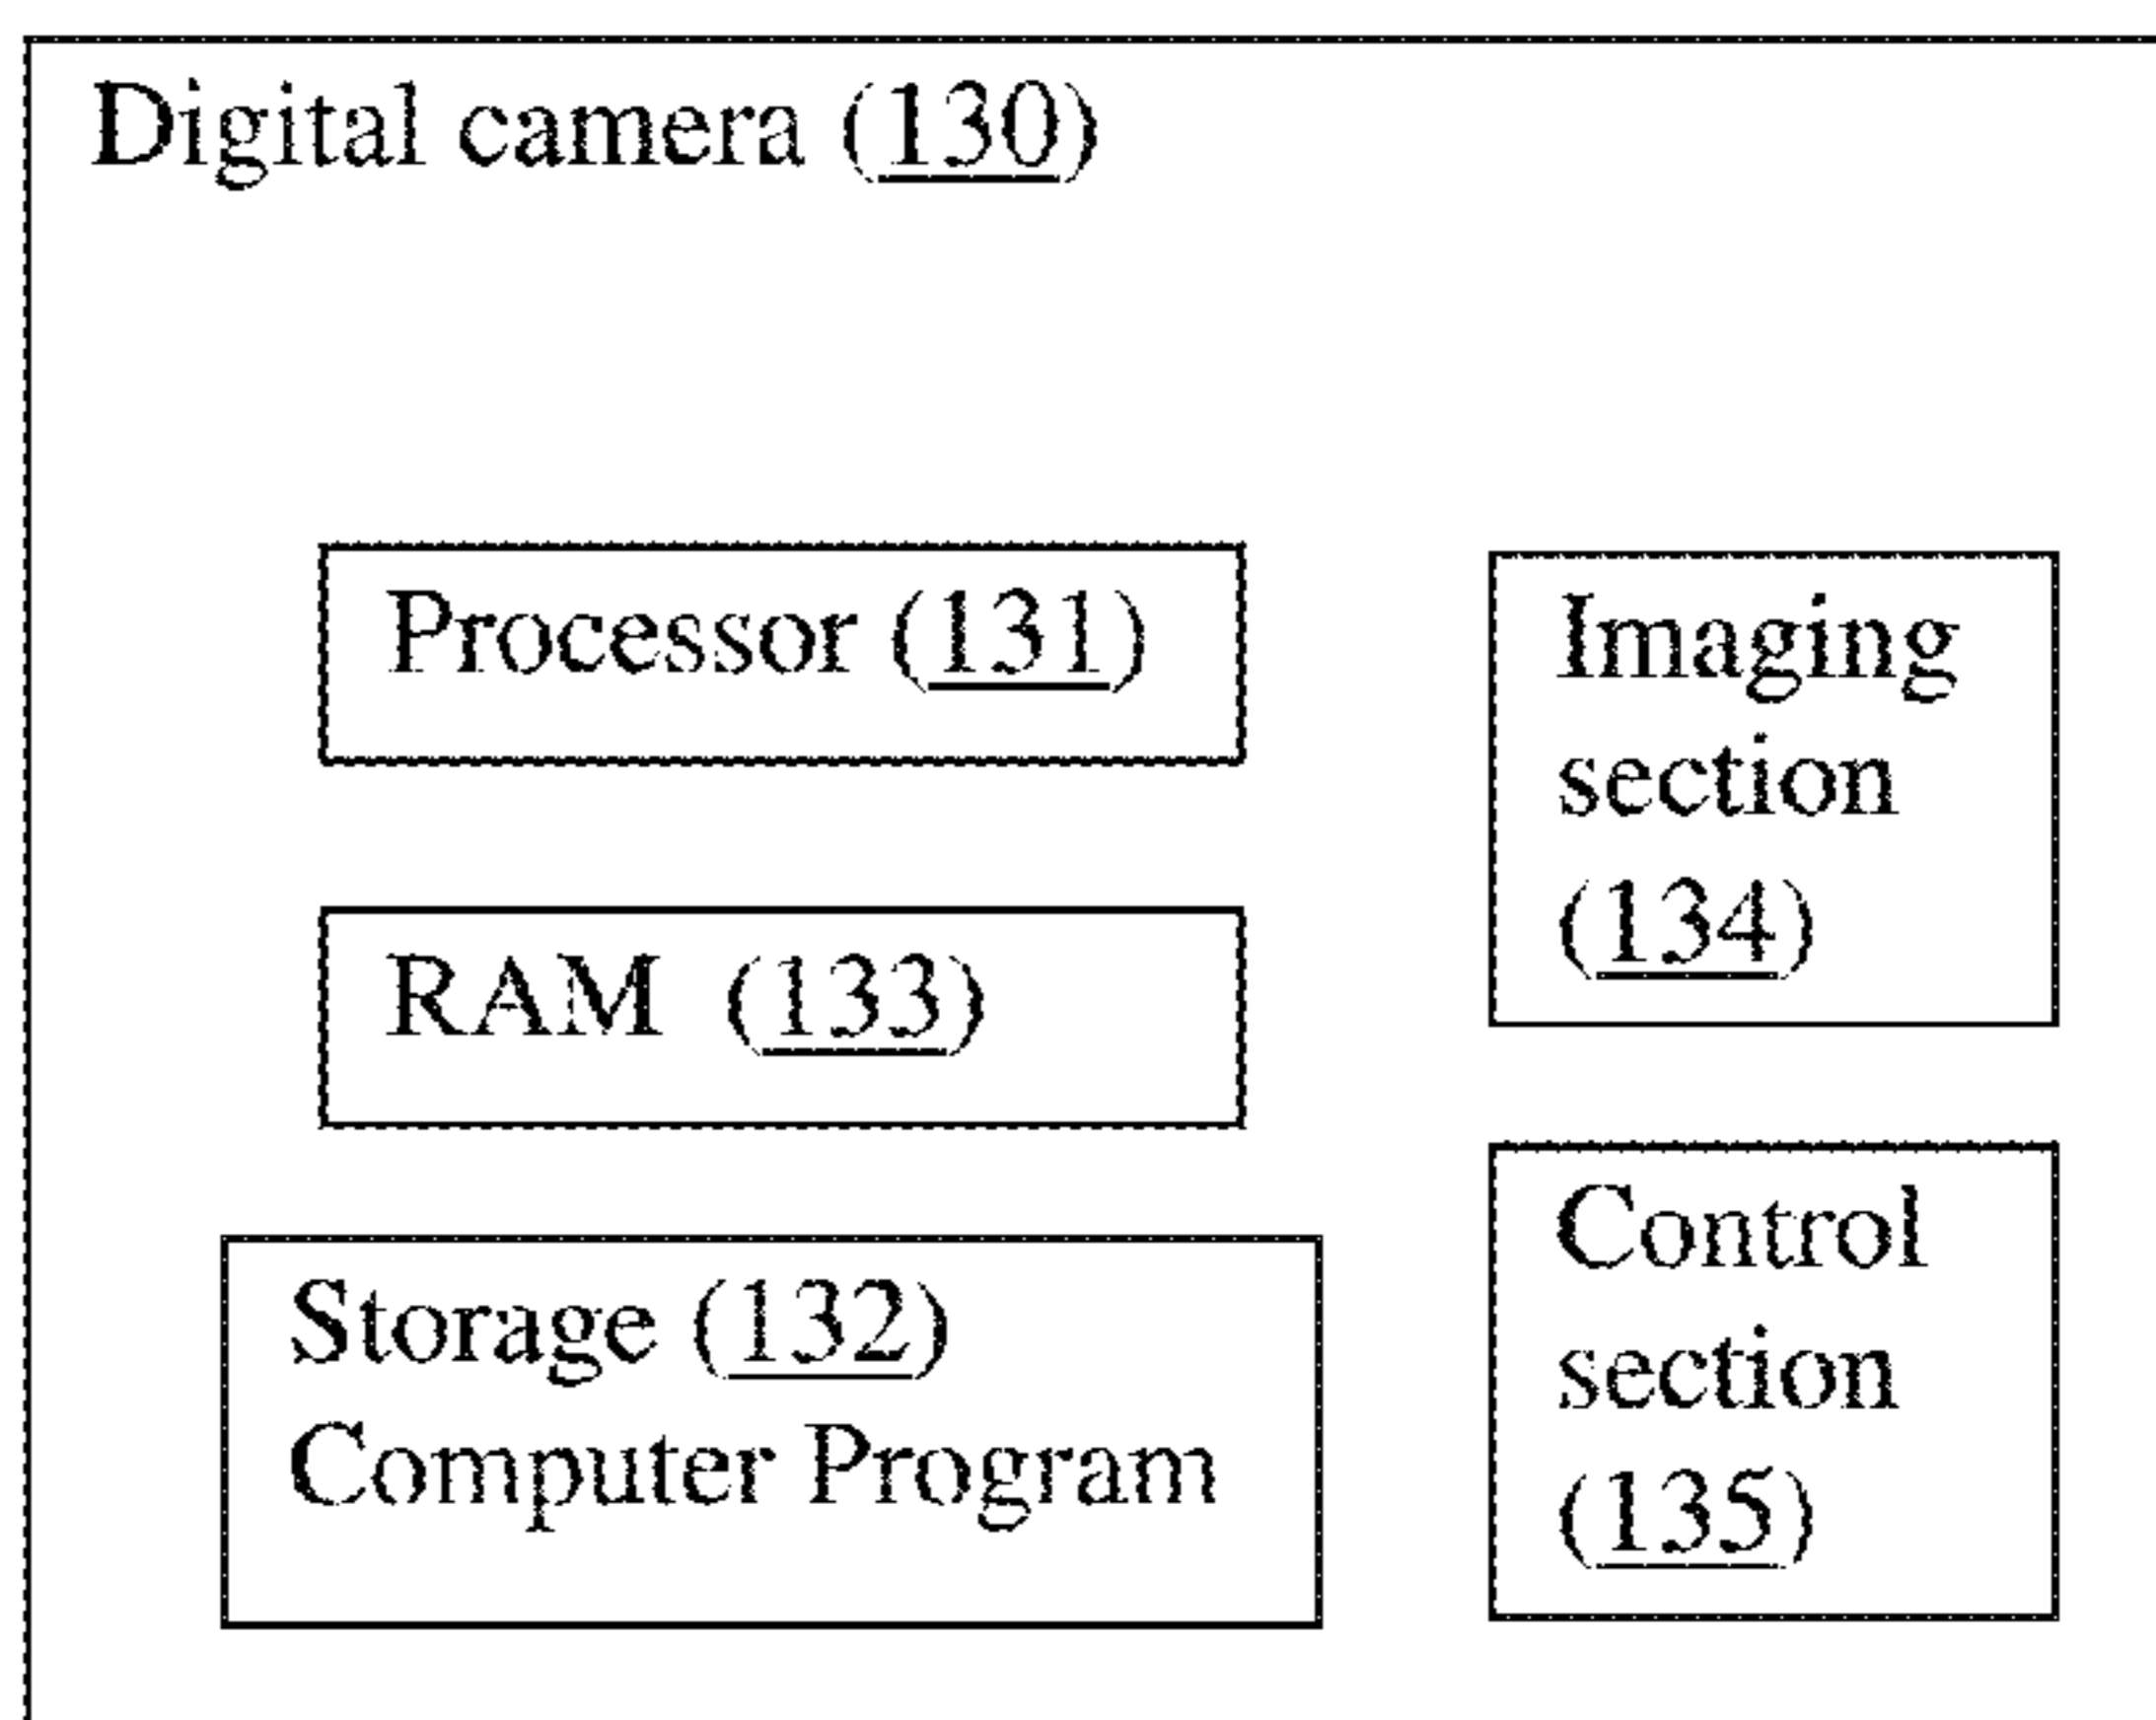 Digital camera (130)
Processor (131)
RAM (133)
Storage (132)
Computer Program
Imaging
section
(134)
Control
section
(135)